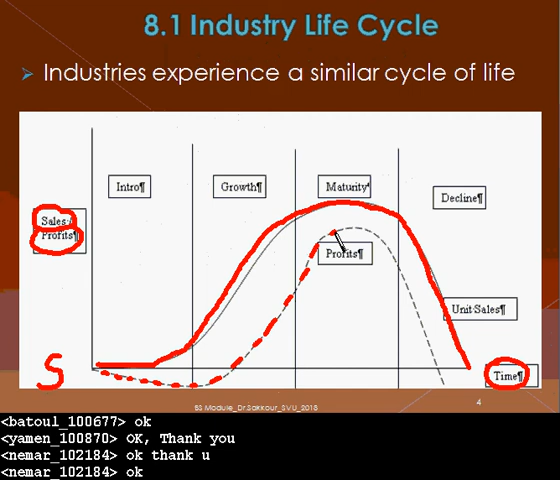 8.1 Industry Life Cycle
Industries experience a similar cycle of life
Intro¶
Growth¶
Maturity¶
Decline¶
Sales
Profits¶
Profits¶
Unit Sales¶
S
Time¶
BS Module_Dr.Sakkour_SVU_2018
4
<batoul_100677> ok
<yamen_100870> OK, Thank you
<nemar_102184> ok thank u
<nemar_102184> ok